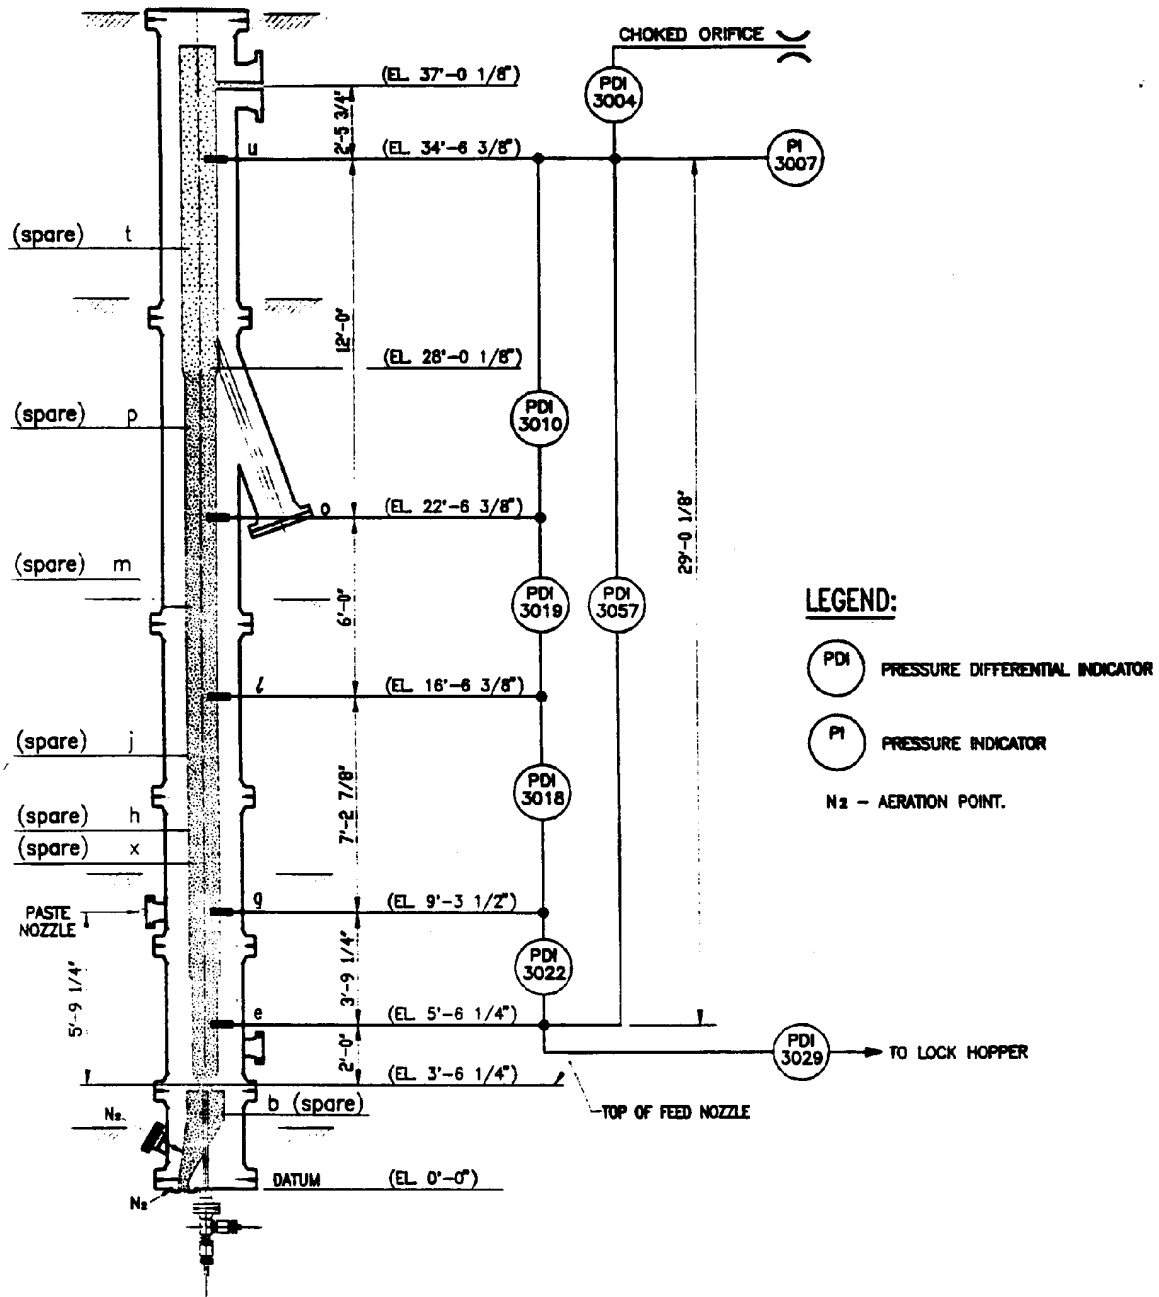 CHOKED ORIFICE
PDI
3004
(EL. 37'-0 1/8")
2'-5 3/4"
u
(EL. 34'-6 3/8")
PI
3007
(spare) t
12'-0"
(EL. 28'-0 1/8")
(spare) p
PDI
3010
o
(EL. 22'-6 3/8")
29'-0 1/8"
(spare) m
6'-0"
PDI
3019
PDI
3057
LEGEND:
PDI PRESSURE DIFFERENTIAL INDICATOR
PI PRESSURE INDICATOR
N2 - AERATION POINT.
l
(EL. 16'-6 3/8")
(spare) j
7'-2 7/8"
PDI
3018
(spare) h
(spare) x
PASTE
NOZZLE
g
(EL. 9'-3 1/2")
5'-9 1/4"
3'-9 1/4"
PDI
3022
e
(EL. 5'-6 1/4")
2'-0"
PDI
3029
TO LOCK HOPPER
(EL. 3'-6 1/4")
TOP OF FEED NOZZLE
b (spare)
N2
DATUM
(EL. 0'-0")
N2